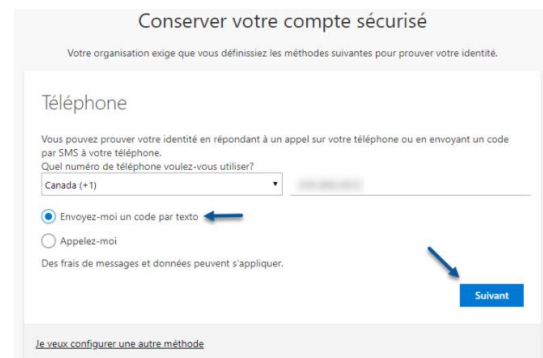 Conserver votre compte sécurisé
Votre organisation exige que vous définissiez les méthodes suivantes pour prouver votre identité.
Téléphone
Vous pouvez prouver votre identité en répondant à un appel sur votre téléphone ou en envoyant un code
par SMS à votre téléphone.
Quel numéro de téléphone voulez-vous utiliser?
Canada (+1)
Envoyez-moi un code par texto
Appelez-moi
Des frais de messages et données peuvent s'appliquer.
Suivant
Je veux configurer une autre méthode